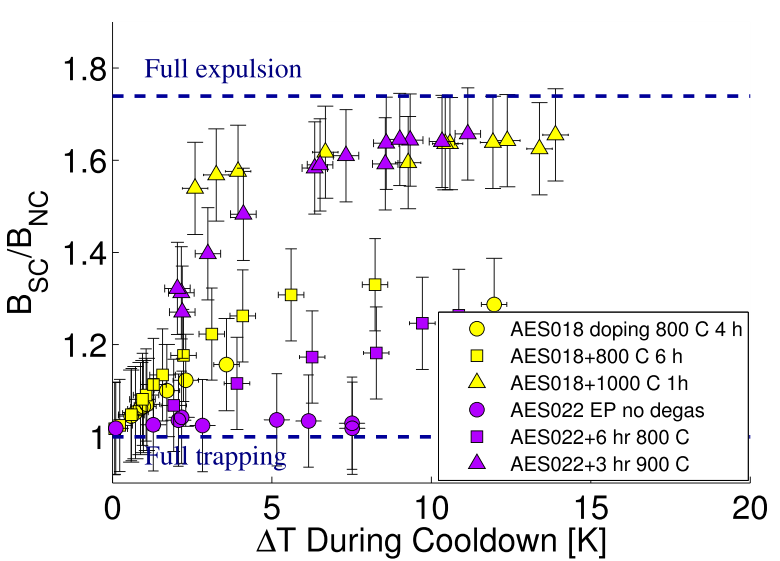 Full expulsion
Full trapping
B_SC/B_NC
1.8
1.6
1.4
1.2
1
0
5
10
15
20
ΔT During Cooldown [K]
AES018 doping 800 C 4 h
AES018+800 C 6 h
AES018+1000 C 1h
AES022 EP no degas
AES022+6 hr 800 C
AES022+3 hr 900 C